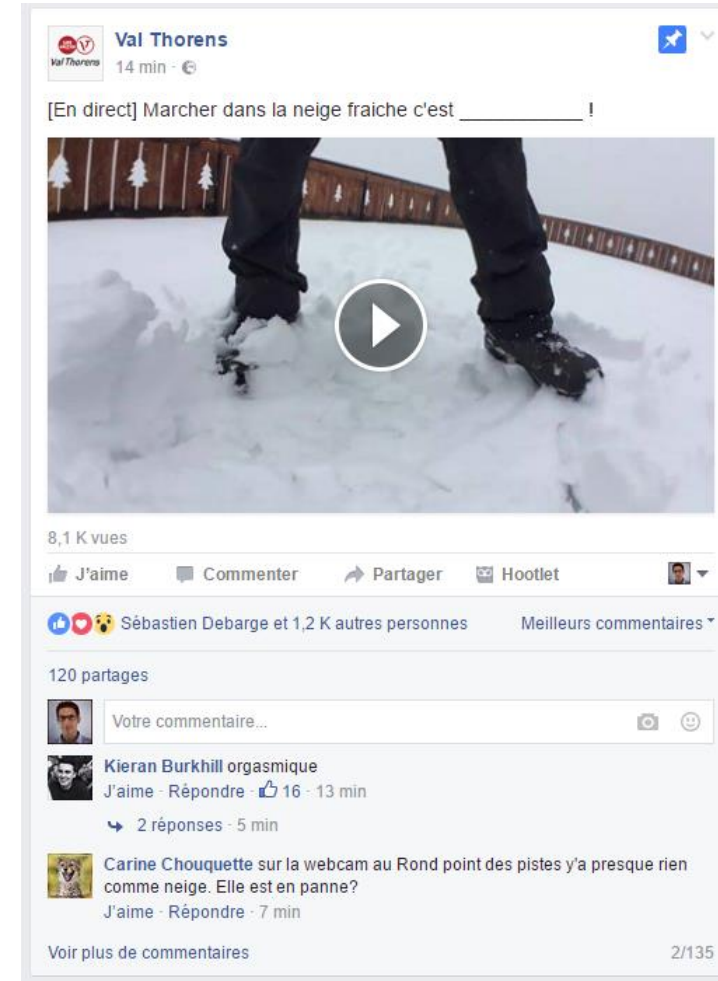 Val Thorens
Val Thorens
14 min ·
[En direct] Marcher dans la neige fraiche c'est ___________ !
8,1 K vues
J'aime Commenter Partager Hootlet
Sébastien Debarge et 1,2 K autres personnes Meilleurs commentaires
120 partages
Votre commentaire...
Kieran Burkhill orgasmique
J'aime · Répondre · 16 · 13 min
2 réponses · 5 min
Carine Chouquette sur la webcam au Rond point des pistes y'a presque rien
comme neige. Elle est en panne?
J'aime · Répondre · 7 min
Voir plus de commentaires 2/135